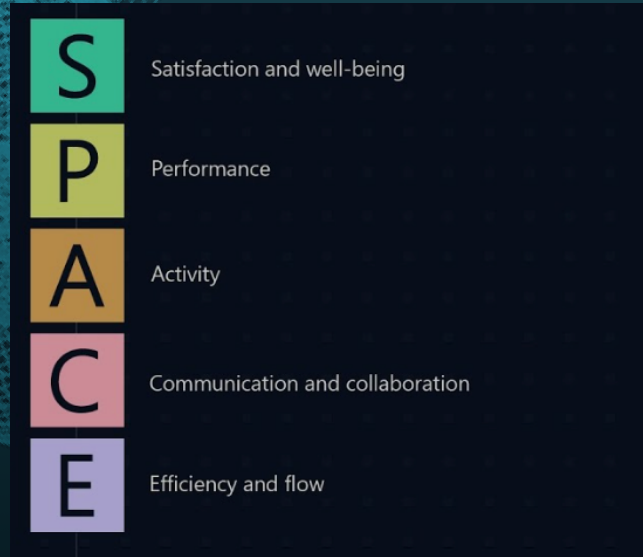 S Satisfaction and well-being
P Performance
A Activity
C Communication and collaboration
E Efficiency and flow